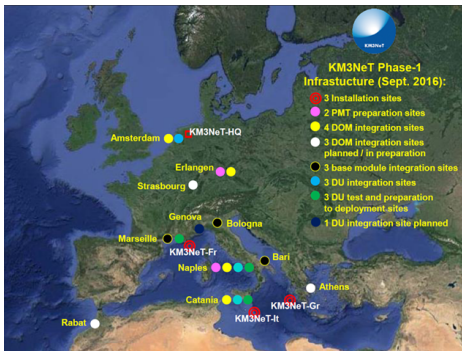 KM3NeT
KM3NeT Phase-1
Infrastucture (Sept. 2016):
3 Installation sites
2 PMT preparation sites
4 DOM integration sites
3 DOM integration sites
planned / in preparation
3 base module integration sites
3 DU integration sites
3 DU test and preparation
to deployment sites
1 DU integration site planned
KM3NeT-HQ
Amsterdam
Erlangen
Strasbourg
Genova
Bologna
Marseille
KM3NeT-Fr
Bari
Naples
Athens
Catania
KM3NeT-Gr
KM3NeT-It
Rabat